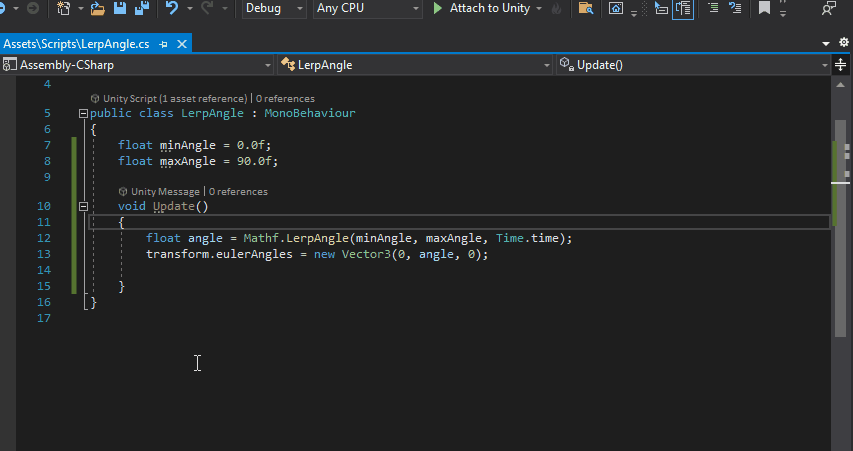 Debug Any CPU Attach to Unity
Assets\Scripts\LerpAngle.cs
Assembly-CSharp LerpAngle Update()
4
Unity Script (1 asset reference) | 0 references
5 public class LerpAngle : MonoBehaviour
6 {
7 float minAngle = 0.0f;
8 float maxAngle = 90.0f;
9
Unity Message | 0 references
10 void Update()
11 {
12 float angle = Mathf.LerpAngle(minAngle, maxAngle, Time.time);
13 transform.eulerAngles = new Vector3(0, angle, 0);
14
15 }
16 }
17